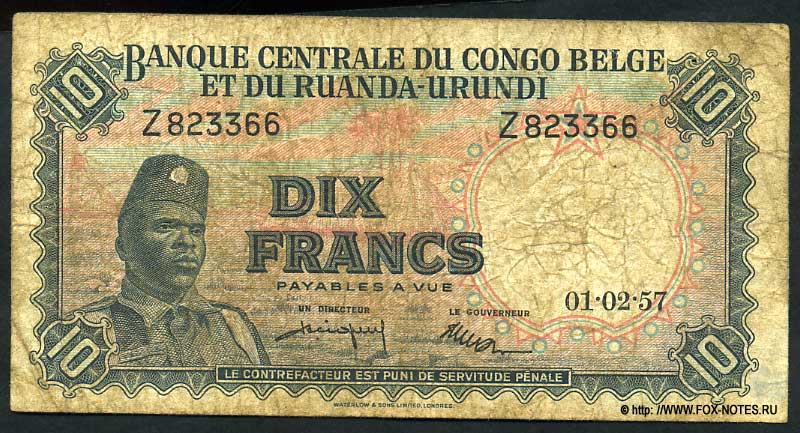 10 10
BANQUE CENTRALE DU CONGO BELGE
ET DU RUANDA-URUNDI
Z823366 Z823366
DIX
FRANCS
PAYABLES A VUE
UN DIRECTEUR LE GOUVERNEUR
01·02·57
10 10
LE CONTREFACTEUR EST PUNI DE SERVITUDE PÉNALE
WATERLOW & SONS LIMITED, LONDRES.
© http: //WWW.FOX-NOTES.RU